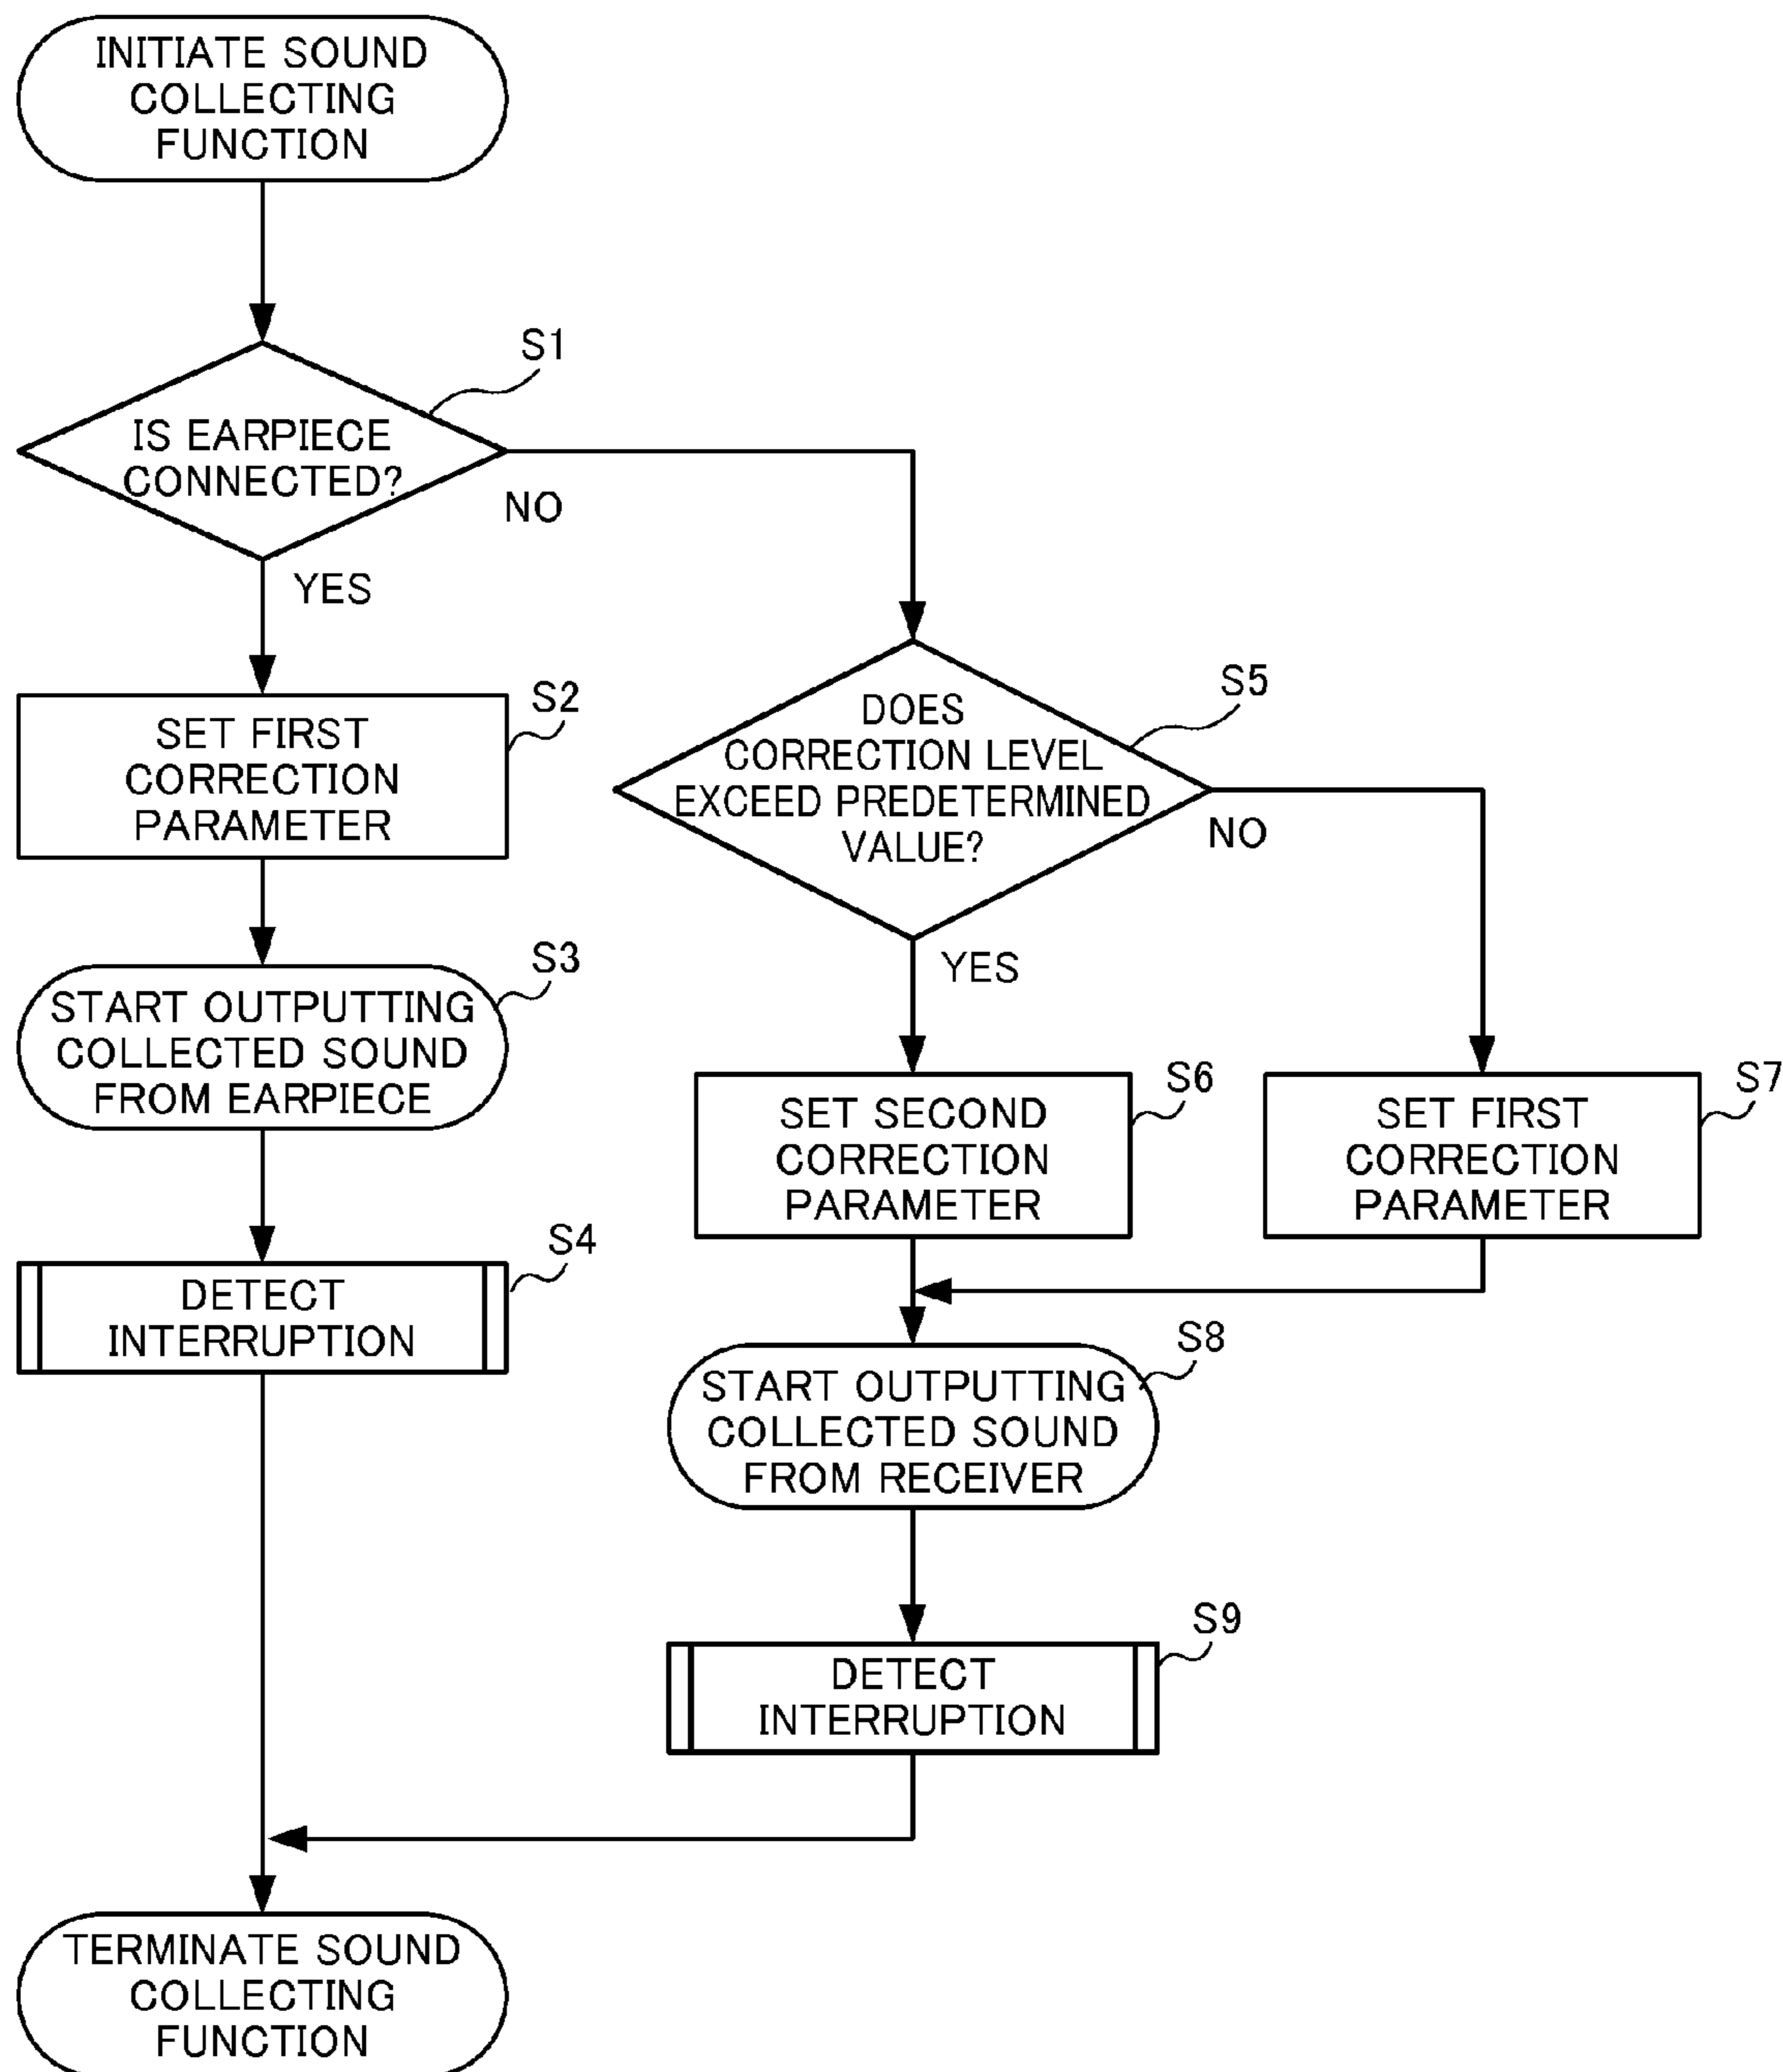 INITIATE SOUND
COLLECTING
FUNCTION
S1
IS EARPIECE
CONNECTED?
NO
YES
S2
SET FIRST
CORRECTION
PARAMETER
S5
DOES
CORRECTION LEVEL
EXCEED PREDETERMINED
VALUE?
NO
YES
S3
START OUTPUTTING
COLLECTED SOUND
FROM EARPIECE
S6
SET SECOND
CORRECTION
PARAMETER
S7
SET FIRST
CORRECTION
PARAMETER
S4
DETECT
INTERRUPTION
S8
START OUTPUTTING
COLLECTED SOUND
FROM RECEIVER
S9
DETECT
INTERRUPTION
TERMINATE SOUND
COLLECTING
FUNCTION